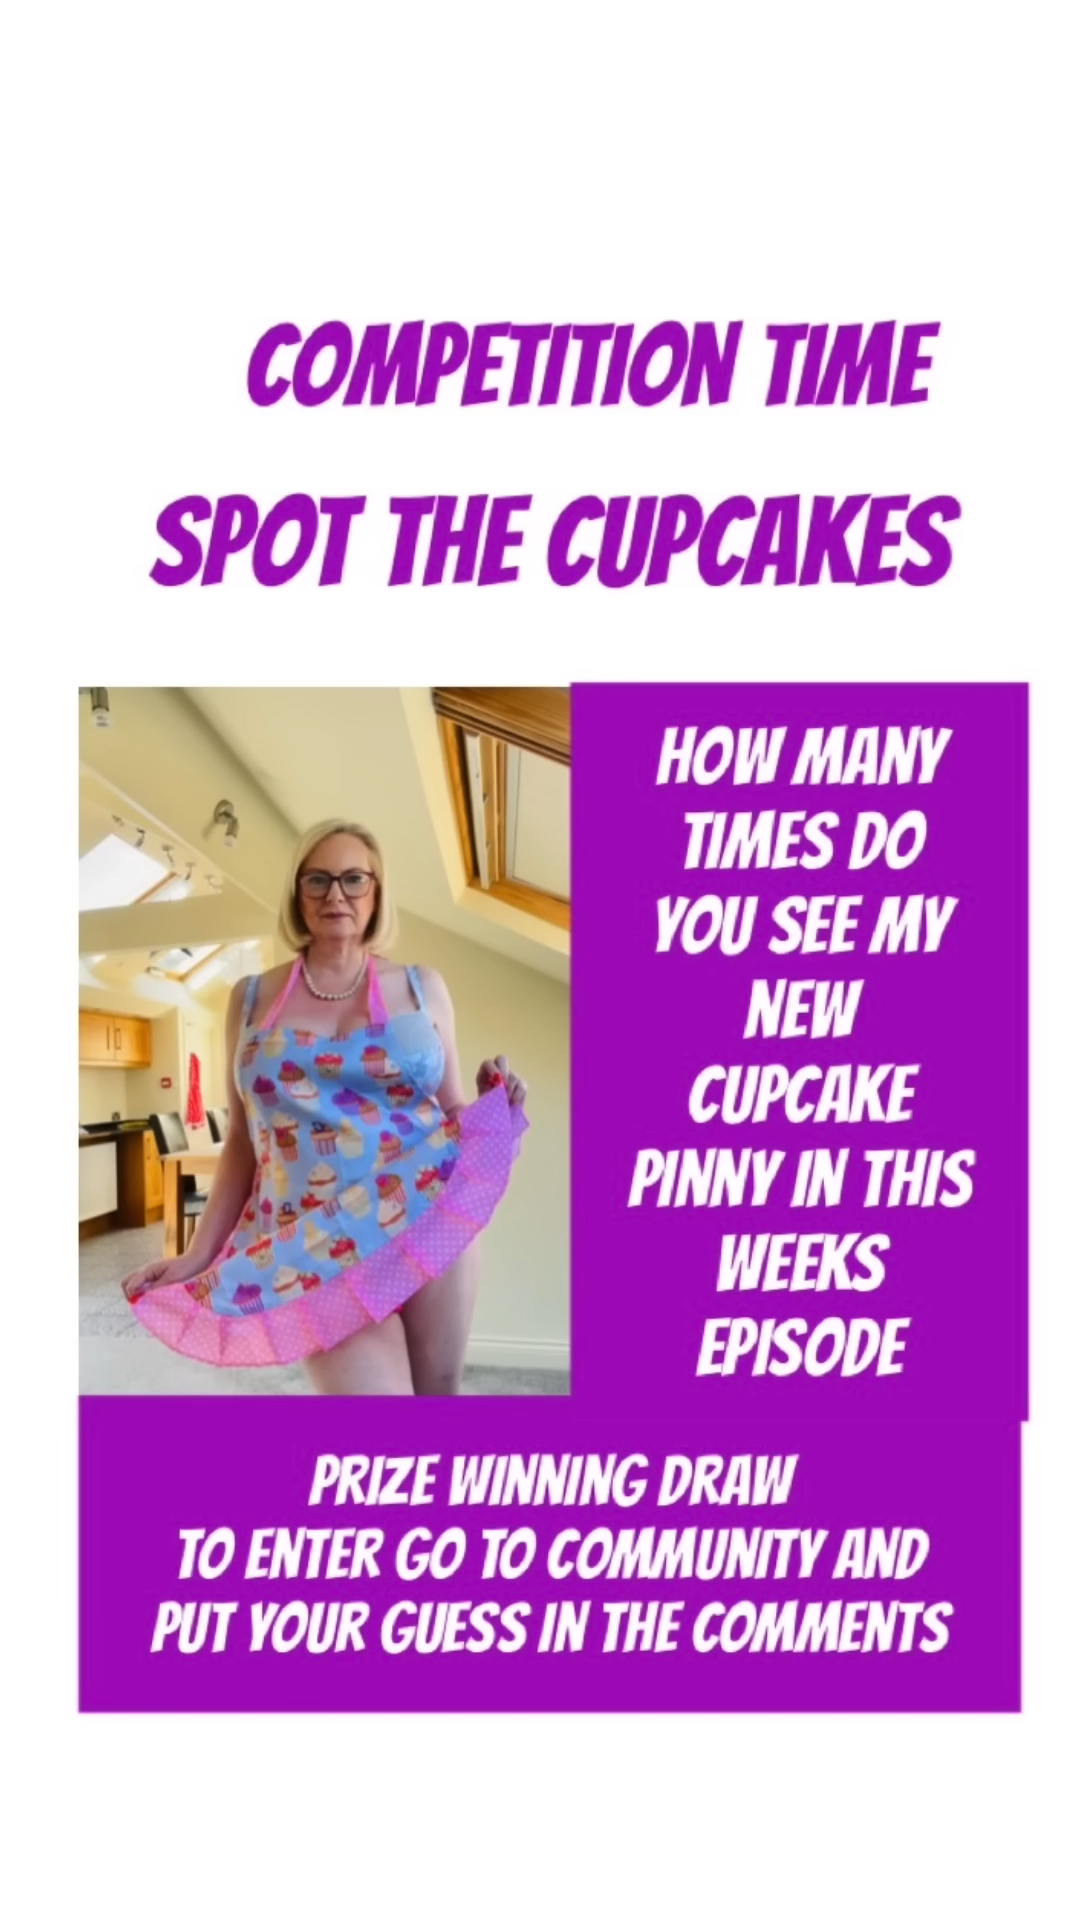 COMPETITION TIME
SPOT THE CUPCAKES
HOW MANY
TIMES DO
YOU SEE MY
NEW
CUPCAKE
PINNY IN THIS
WEEKS
EPISODE
PRIZE WINNING DRAW
TO ENTER GO TO COMMUNITY AND
PUT YOUR GUESS IN THE COMMENTS